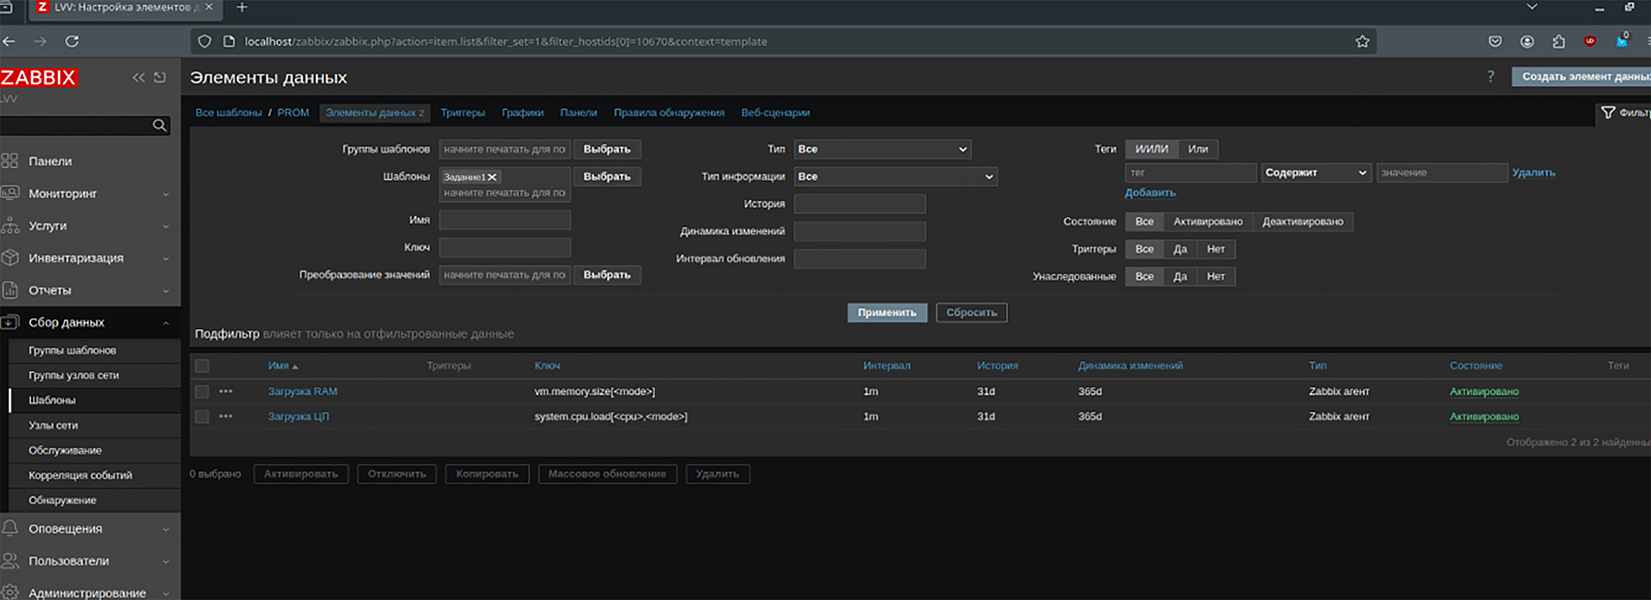 LVV: Настройка элементов д
localhost/zabbix/zabbix.php?action=item.list&filter_set=1&filter_hostids[0]=10670&context=template
ZABBIX
LVV
Панели
Мониторинг
Услуги
Инвентаризация
Отчеты
Сбор данных
Группы шаблонов
Группы узлов сети
Шаблоны
Узлы сети
Обслуживание
Корреляция событий
Обнаружение
Оповещения
Пользователи
Администрирование
Элементы данных
? Создать элемент данны
Все шаблоны / PROM Элементы данных 2 Триггеры Графики Панели Правила обнаружения Веб-сценарии
Фильт
Группы шаблонов начните печатать для по Выбрать
Шаблоны Задание1 Выбрать
начните печатать для по
Имя
Ключ
Преобразование значений начните печатать для по Выбрать
Тип Все
Тип информации Все
История
Динамика изменений
Интервал обновления
Теги И/ИЛИ Или
тег Содержит значение Удалить
Добавить
Состояние Все Активировано Деактивировано
Триггеры Все Да Нет
Унаследованные Все Да Нет
Применить Сбросить
Подфильтр влияет только на отфильтрованные данные
Имя Триггеры Ключ Интервал История Динамика изменений Тип Состояние Теги
Загрузка RAM vm.memory.size[<mode>] 1m 31d 365d Zabbix агент Активировано
Загрузка ЦП system.cpu.load[<cpu>,<mode>] 1m 31d 365d Zabbix агент Активировано
Отображено 2 из 2 найденны
0 выбрано Активировать Отключить Копировать Массовое обновление Удалить